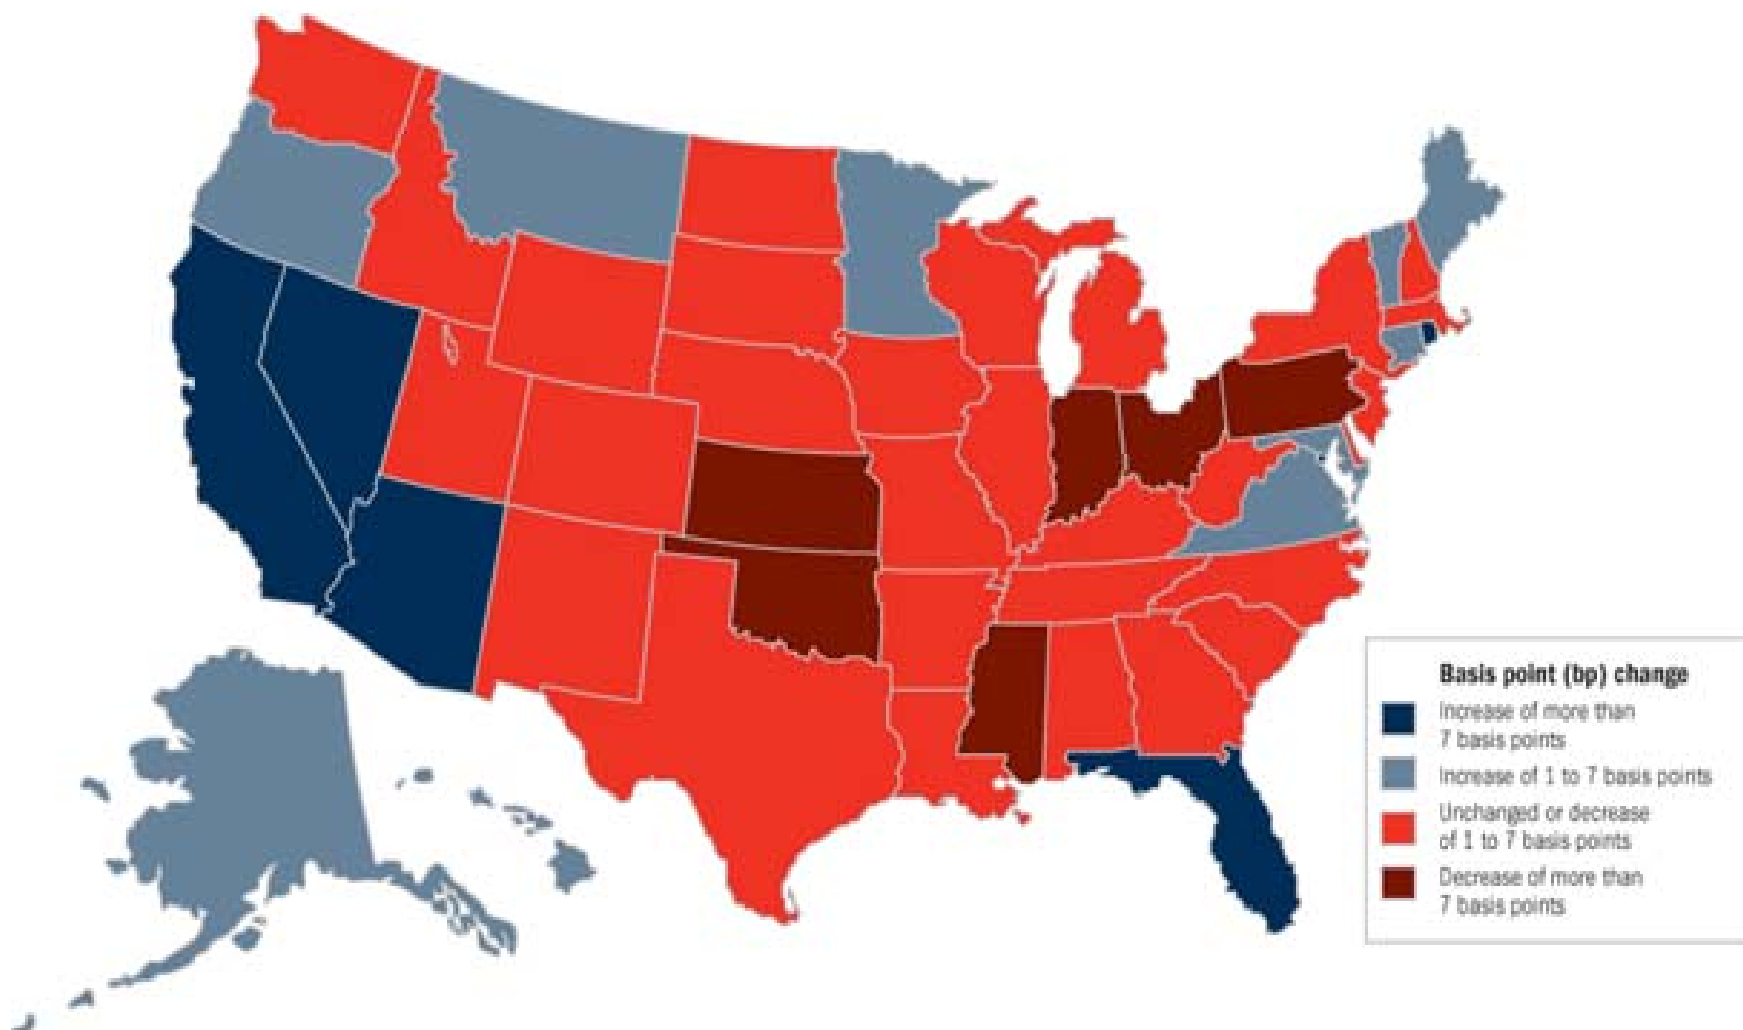 Basis point (bp) change
Increase of more than
7 basis points
Increase of 1 to 7 basis points
Unchanged or decrease
of 1 to 7 basis points
Decrease of more than
7 basis points